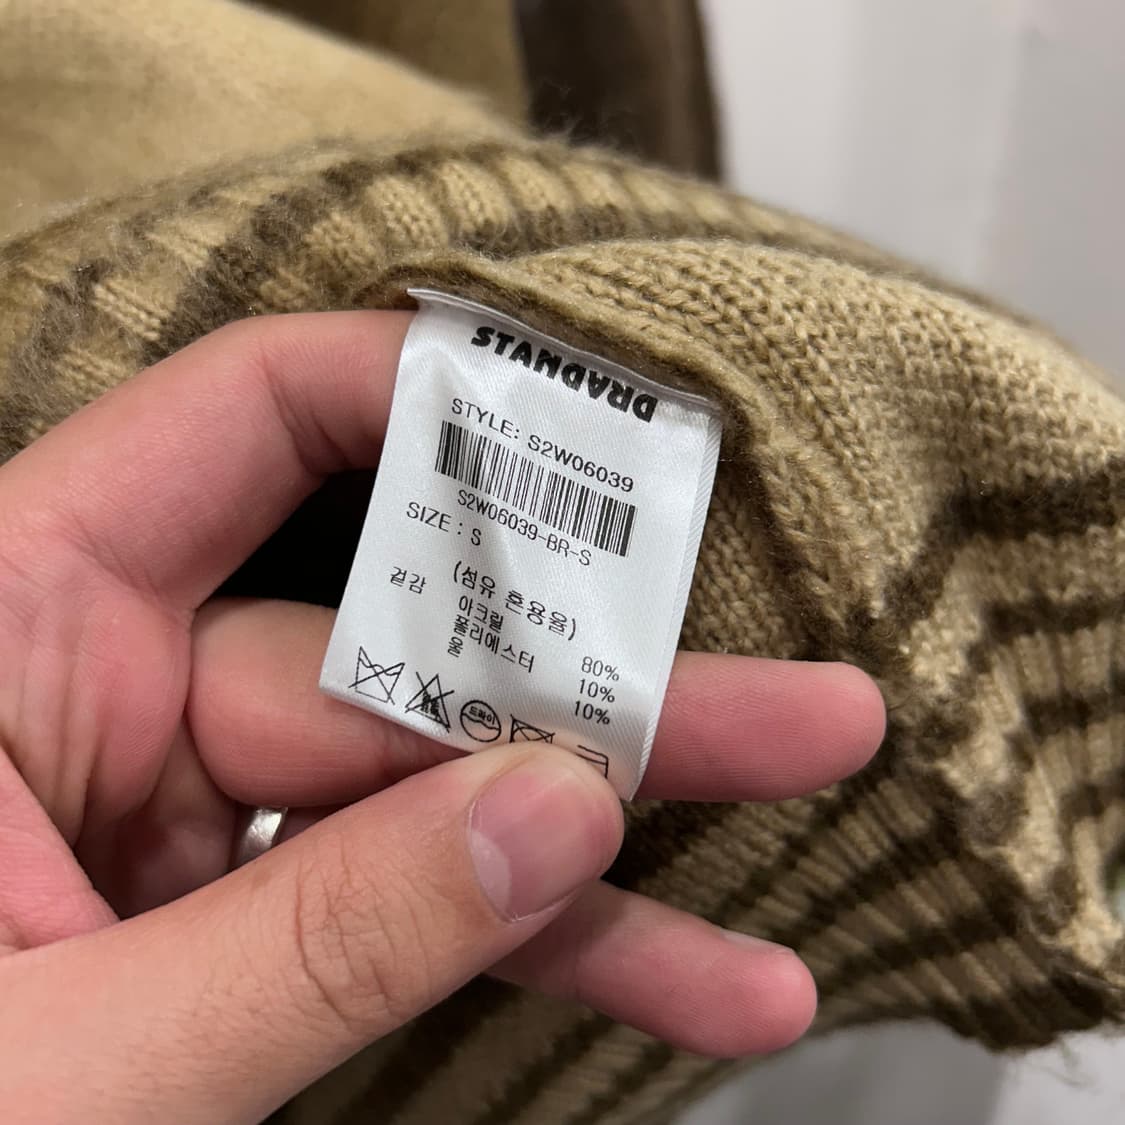 DRADNATS
STYLE: S2W06039
S2W06039-BR-S
SIZE : S
(섬유 혼용율)
겉감 아크릴 80%
폴리에스터 10%
울 10%
드라이